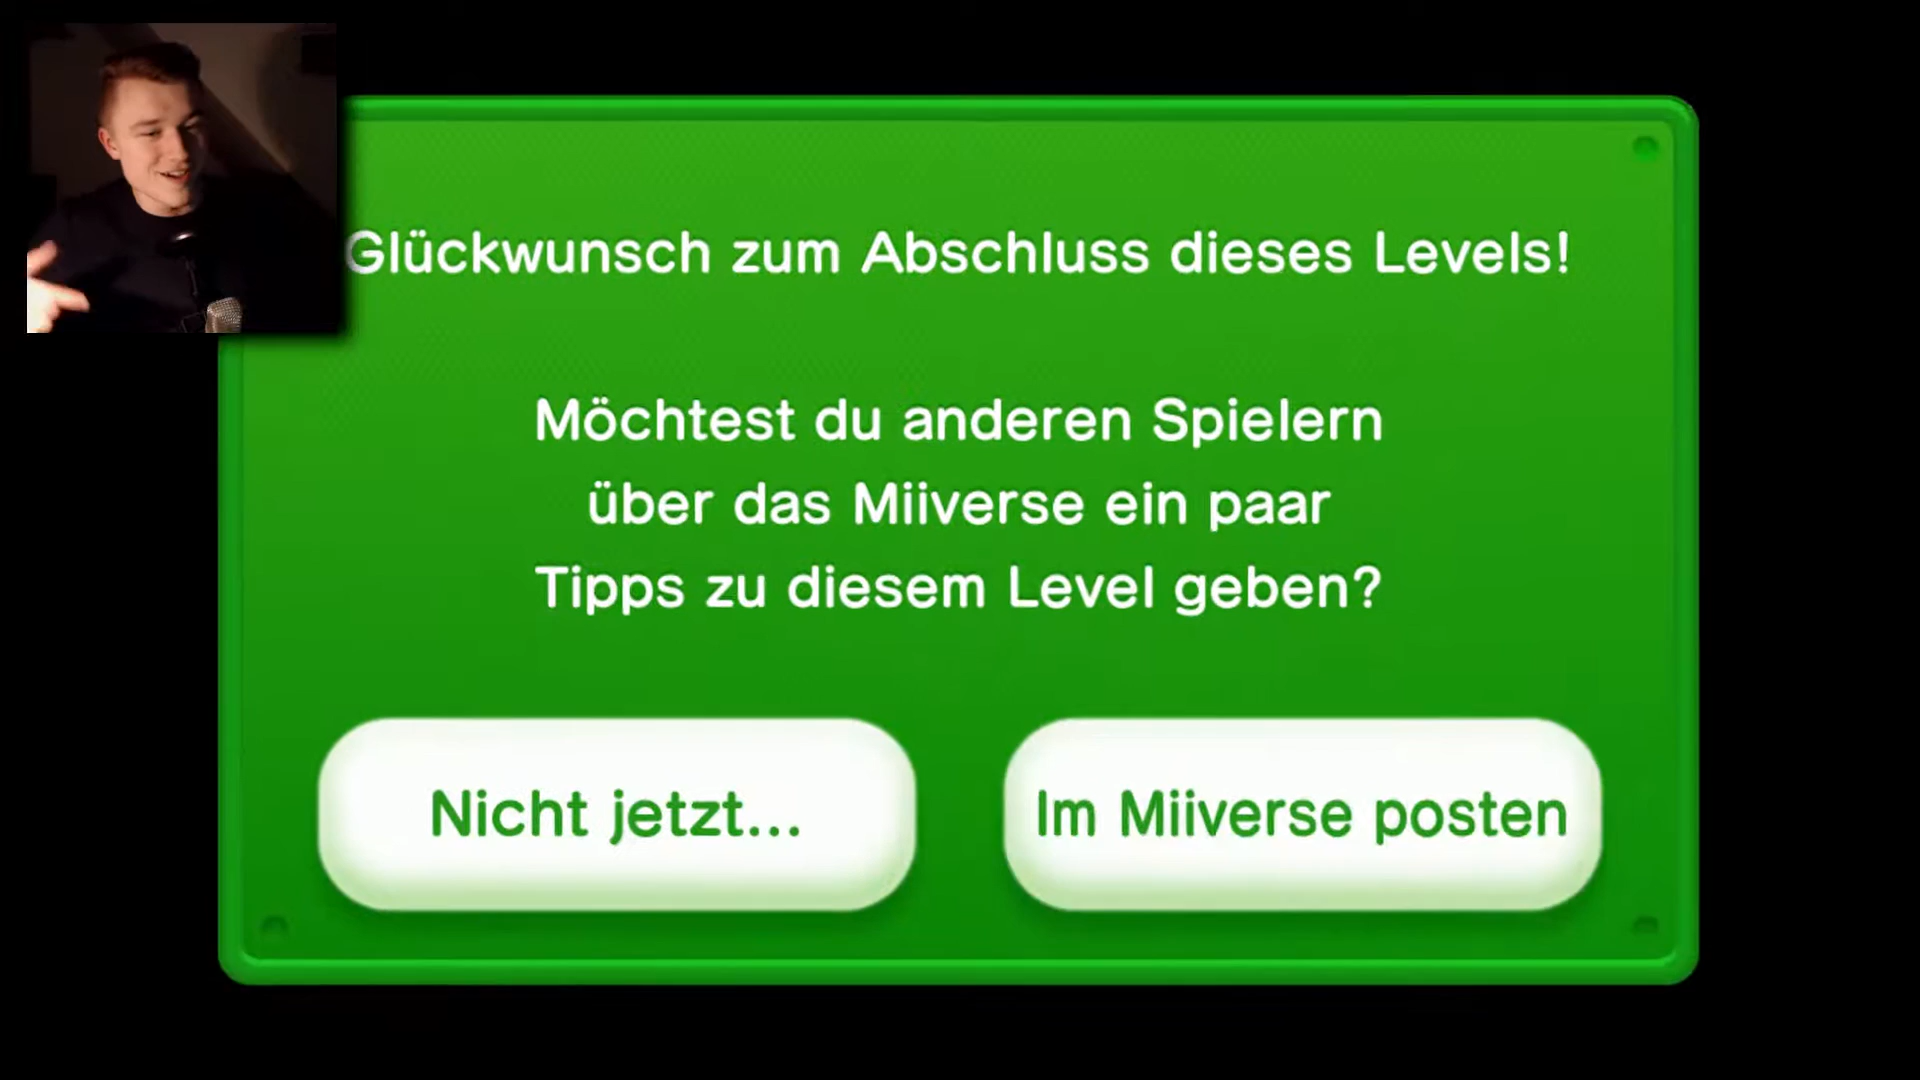 Glückwunsch zum Abschluss dieses Levels!
Möchtest du anderen Spielern
über das Miiverse ein paar
Tipps zu diesem Level geben?
Nicht jetzt...
Im Miiverse posten